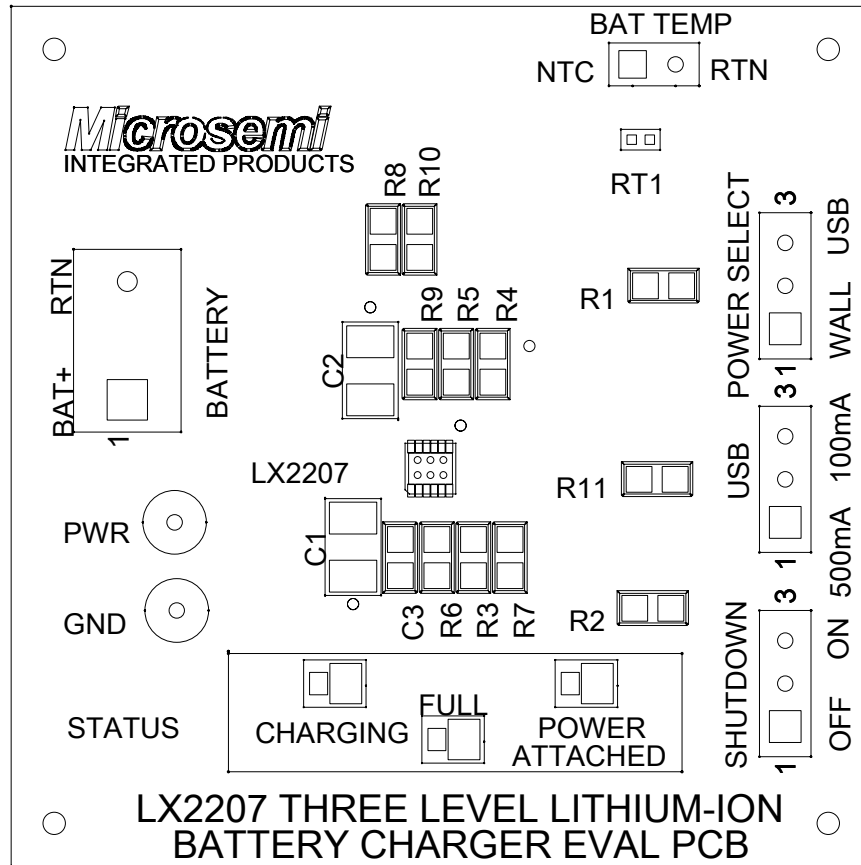 BAT TEMP
NTC
RTN
Microsemi
INTEGRATED PRODUCTS
RT1
R8
R10
POWER SELECT
3
1
USB
WALL
RTN
BAT+
1
BATTERY
R1
C2
R9
R5
R4
LX2207
R11
USB
3
1
100mA
500mA
PWR
GND
C1
C3
R6
R3
R7
R2
SHUTDOWN
3
1
ON
OFF
STATUS
CHARGING
FULL
POWER
ATTACHED
LX2207 THREE LEVEL LITHIUM-ION
BATTERY CHARGER EVAL PCB